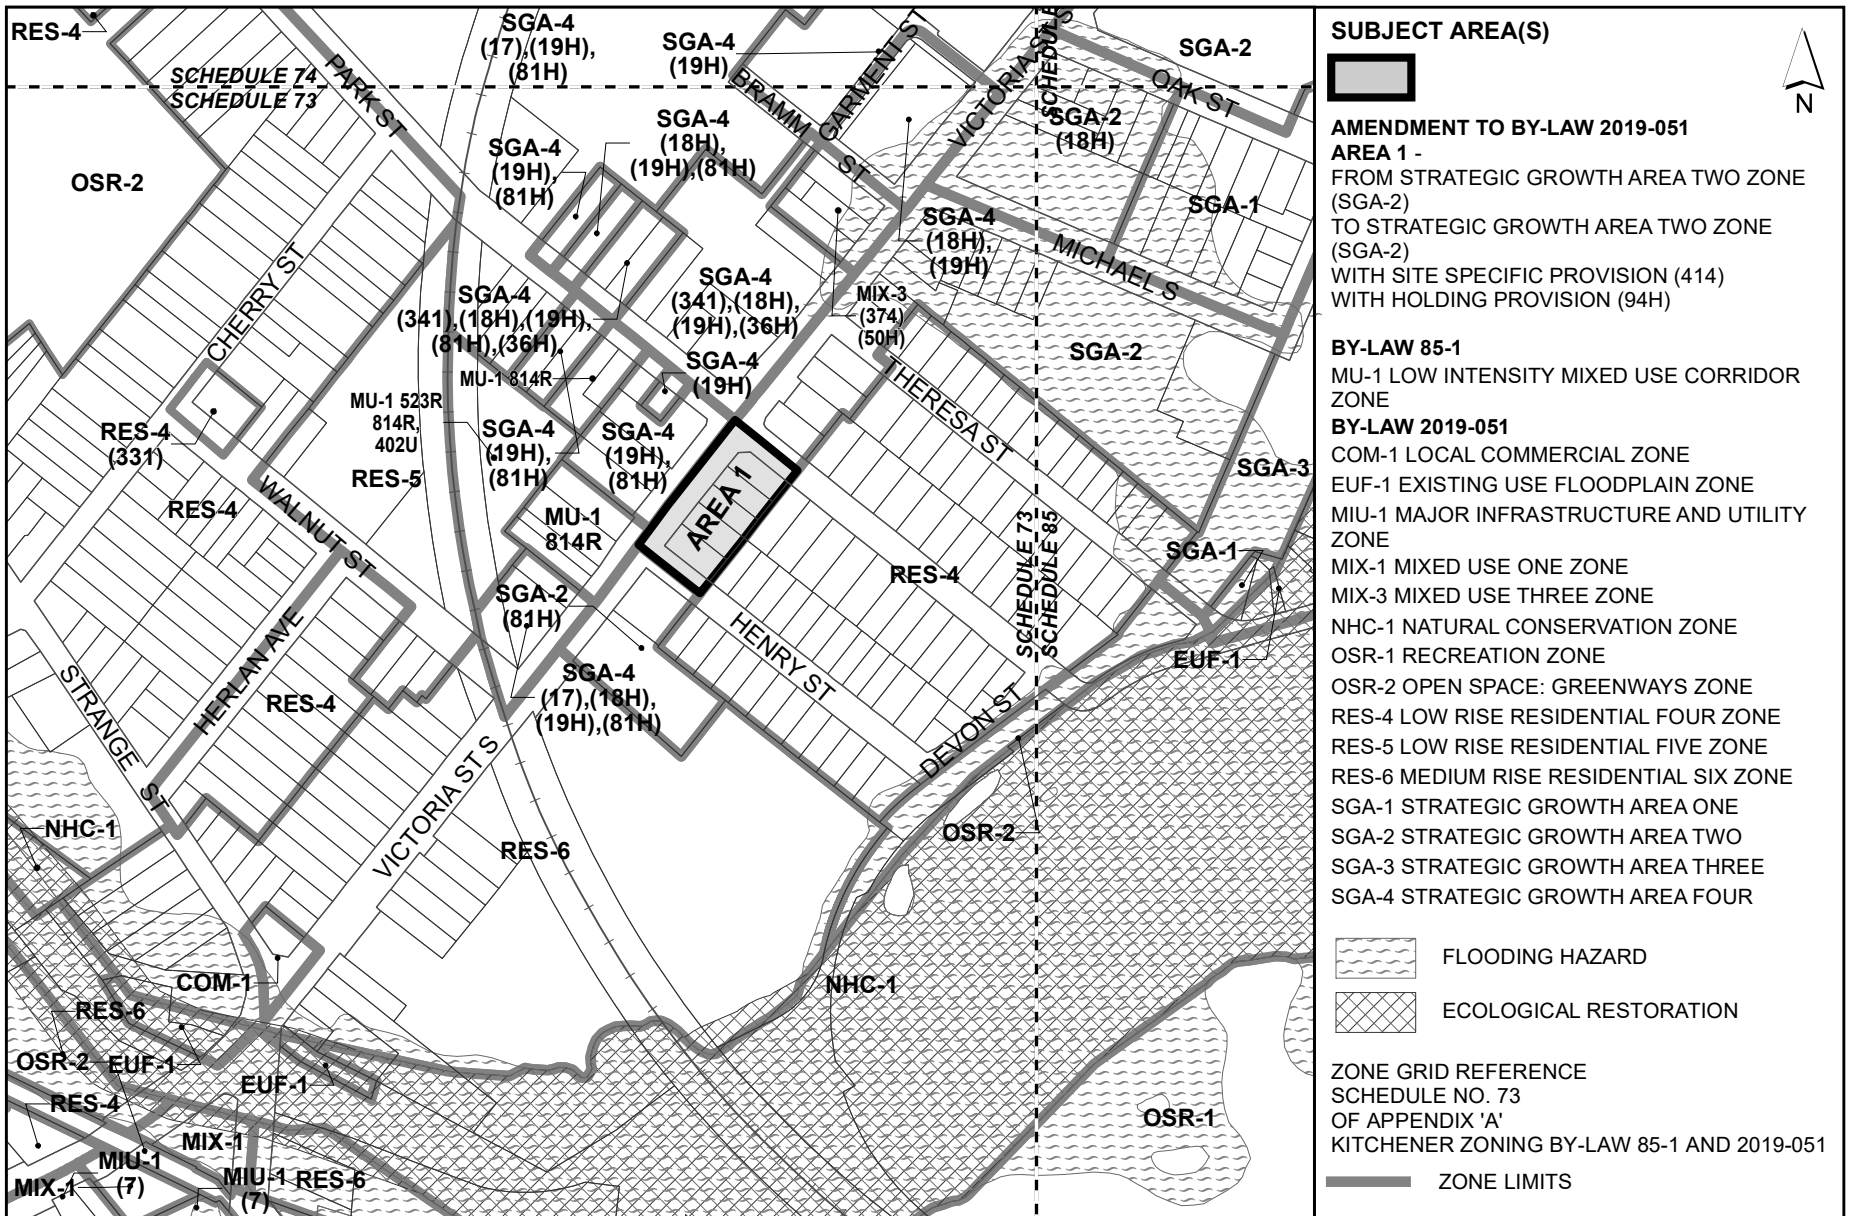 RES-4
SCHEDULE 74
SCHEDULE 73
PARK ST
SGA-4
(17),(19H),
(81H)
SGA-4
(19H)
BRAMM
ST
GARMENT ST
VICTORIA S
SCHEDULE
SGA-2
OAK ST
SGA-2
(18H)
SGA-1
OSR-2
SGA-4
(19H),
(81H)
SGA-4
(18H),
(19H),(81H)
SGA-4
(18H),
(19H)
MICHAEL S
CHERRY ST
SGA-4
(341),(18H),(19H),
(81H),(36H)
SGA-4
(341),(18H),
(19H),(36H)
MIX-3
(374)
(50H)
SGA-2
SGA-4
(19H)
MU-1 814R
THERESA ST
MU-1 523R
814R,
402U
RES-4
(331)
SGA-4
(19H),
(81H)
SGA-4
(19H),
(81H)
RES-5
SGA-3
RES-4
WALNUT ST
MU-1
814R
AREA 1
SCHEDULE 73
SCHEDULE 85
SGA-1
RES-4
SGA-2
(81H)
HENRY ST
EUF-1
HERLAN AVE
STRANGE
ST
RES-4
SGA-4
(17),(18H),
(19H),(81H)
DEVON ST
VICTORIA ST S
NHC-1
RES-6
OSR-2
COM-1
NHC-1
RES-6
OSR-2
EUF-1
EUF-1
RES-4
OSR-1
MIX-1
MIU-1
(7)
MIX-1
MIU-1
(7)
RES-6
SUBJECT AREA(S)
N
AMENDMENT TO BY-LAW 2019-051
AREA 1 -
FROM STRATEGIC GROWTH AREA TWO ZONE
(SGA-2)
TO STRATEGIC GROWTH AREA TWO ZONE
(SGA-2)
WITH SITE SPECIFIC PROVISION (414)
WITH HOLDING PROVISION (94H)
BY-LAW 85-1
MU-1 LOW INTENSITY MIXED USE CORRIDOR
ZONE
BY-LAW 2019-051
COM-1 LOCAL COMMERCIAL ZONE
EUF-1 EXISTING USE FLOODPLAIN ZONE
MIU-1 MAJOR INFRASTRUCTURE AND UTILITY
ZONE
MIX-1 MIXED USE ONE ZONE
MIX-3 MIXED USE THREE ZONE
NHC-1 NATURAL CONSERVATION ZONE
OSR-1 RECREATION ZONE
OSR-2 OPEN SPACE: GREENWAYS ZONE
RES-4 LOW RISE RESIDENTIAL FOUR ZONE
RES-5 LOW RISE RESIDENTIAL FIVE ZONE
RES-6 MEDIUM RISE RESIDENTIAL SIX ZONE
SGA-1 STRATEGIC GROWTH AREA ONE
SGA-2 STRATEGIC GROWTH AREA TWO
SGA-3 STRATEGIC GROWTH AREA THREE
SGA-4 STRATEGIC GROWTH AREA FOUR
FLOODING HAZARD
ECOLOGICAL RESTORATION
ZONE GRID REFERENCE
SCHEDULE NO. 73
OF APPENDIX 'A'
KITCHENER ZONING BY-LAW 85-1 AND 2019-051
ZONE LIMITS